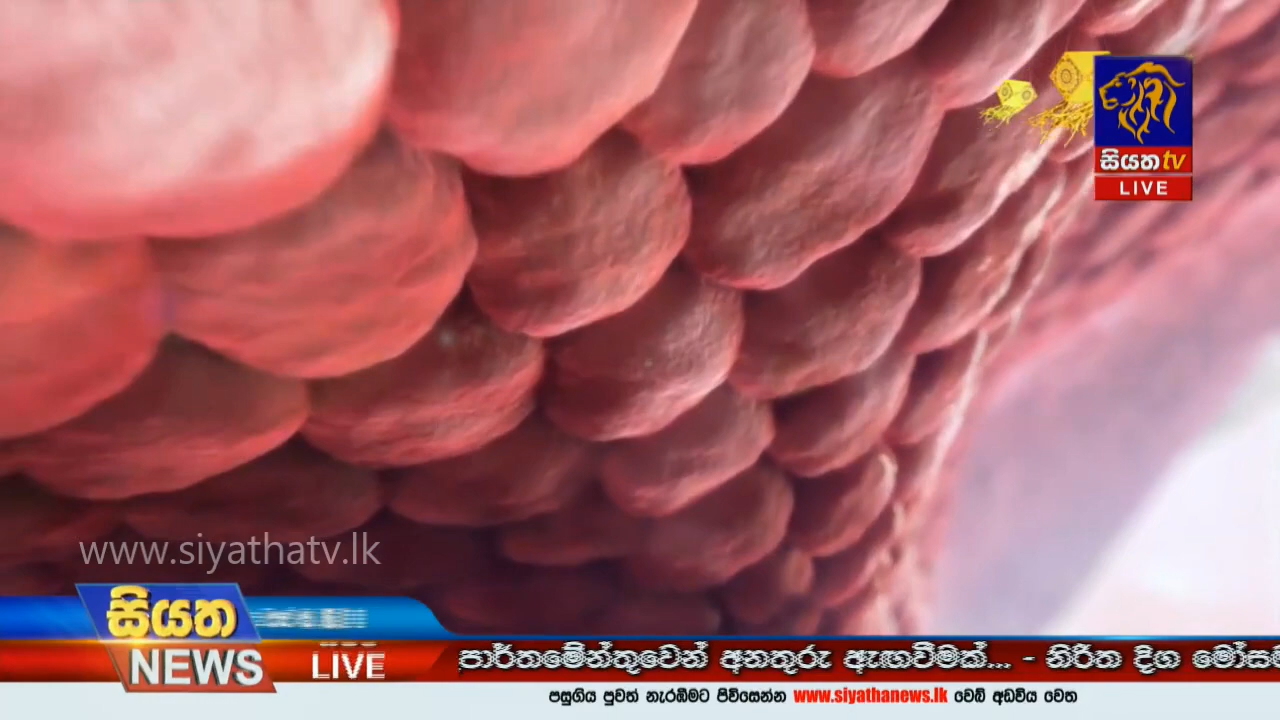 සියත tv
LIVE
www.siyathatv.lk
සියත
NEWS
LIVE
පාර්තමේන්තුවෙන් අනතුරු ඇඟවීමක්... - නිරිත දිග මෝසම්
පසුගිය පුවත් නැරඹීමට පිවිසෙන්න www.siyathanews.lk වෙබ් අඩවිය වෙත